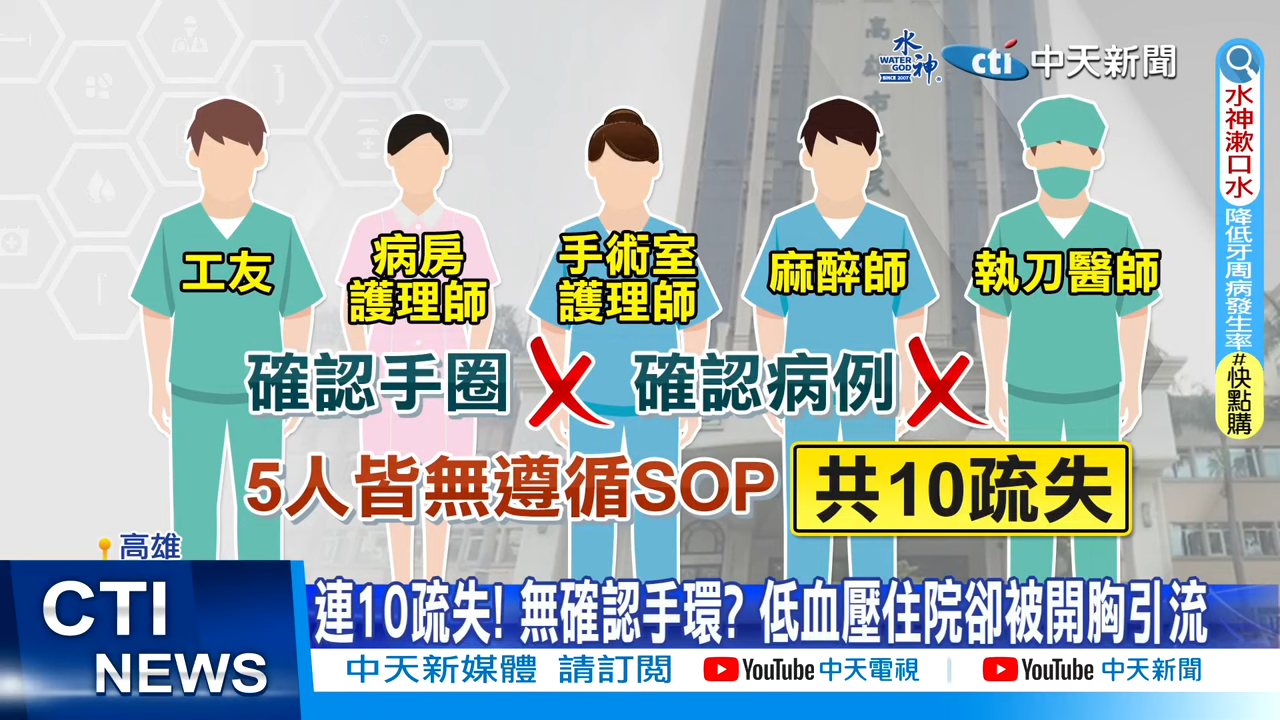 水神
WATER GOD
SINCE 2007
cti 中天新聞
水神漱口水
降低牙周病發生率
#快點購
工友
病房
護理師
手術室
護理師
麻醉師
執刀醫師
確認手圈 確認病例
5人皆無遵循SOP 共10疏失
高雄
CTI NEWS
連10疏失! 無確認手環? 低血壓住院卻被開胸引流
中天新媒體 請訂閱 YouTube 中天電視 | YouTube 中天新聞